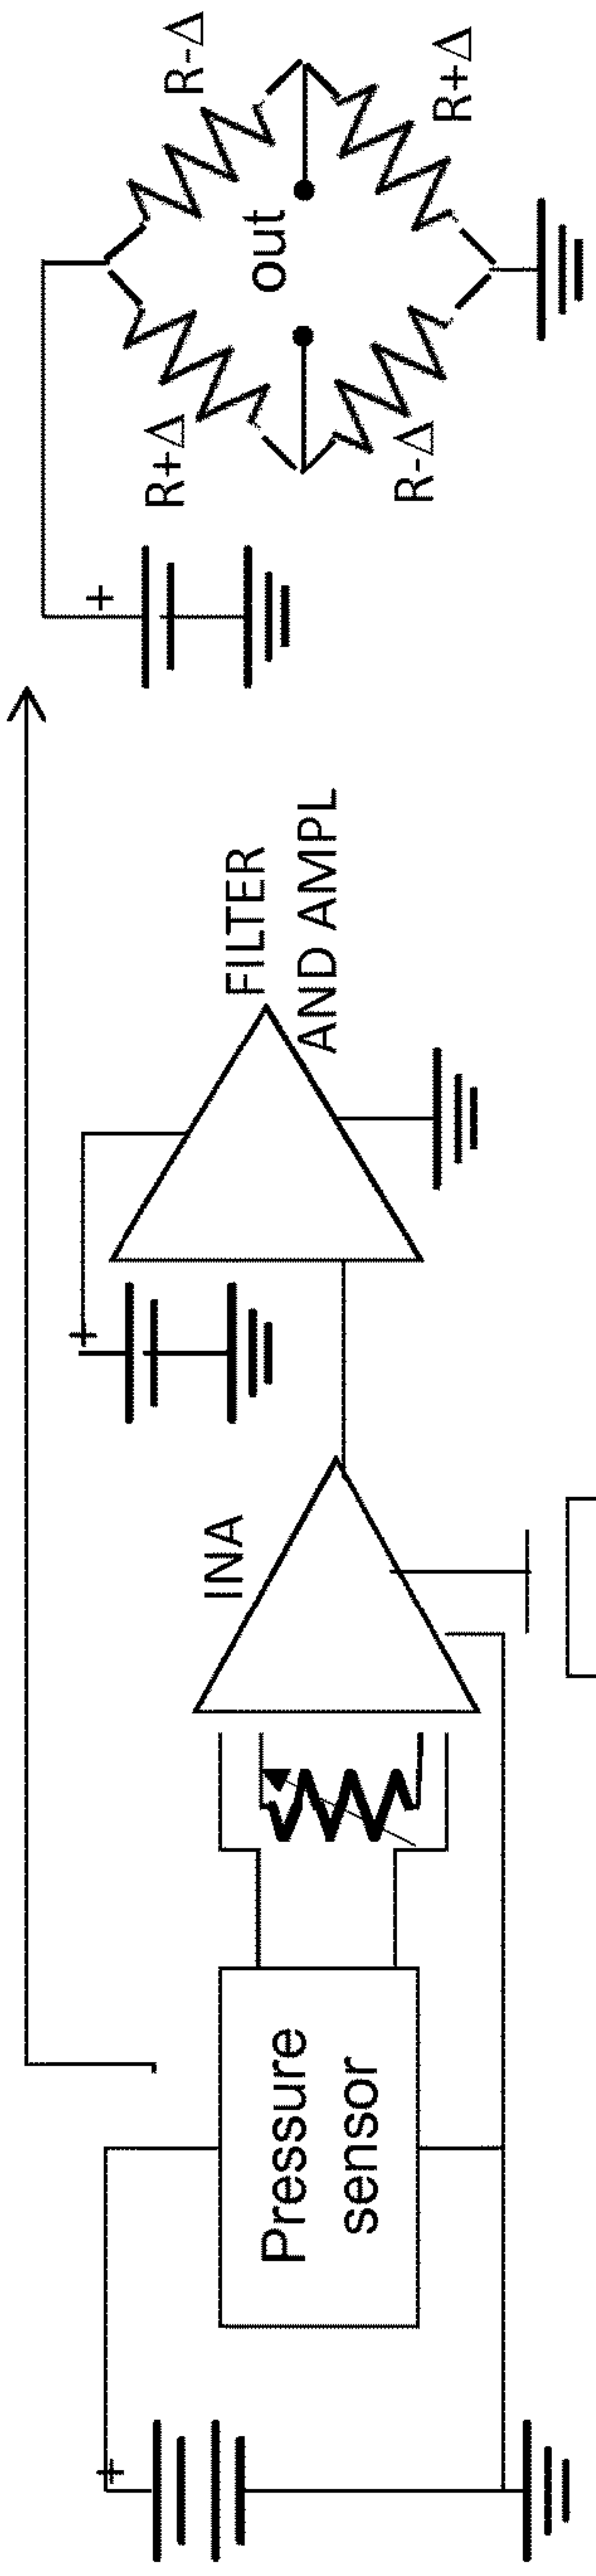 +
Pressure
sensor
INA
+
FILTER
AND AMPL
+
R+Δ
R-Δ
out
R-Δ
R+Δ